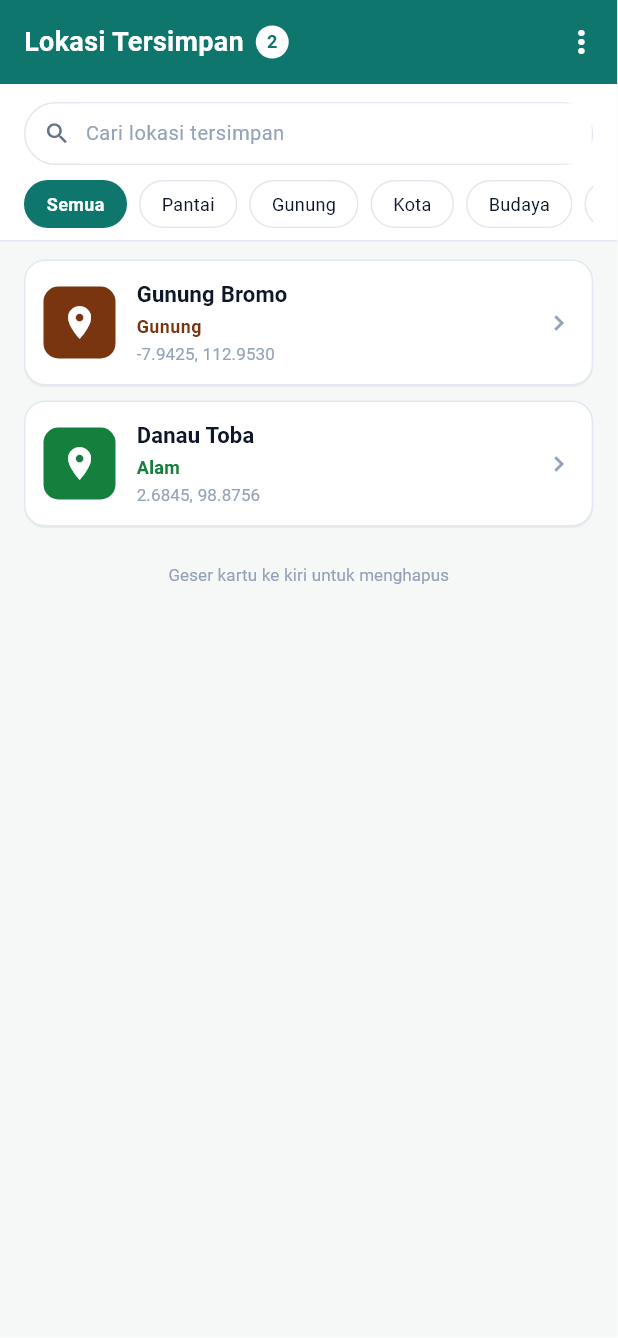 Lokasi Tersimpan 2
Cari lokasi tersimpan
Semua Pantai Gunung Kota Budaya
Gunung Bromo
Gunung
-7.9425, 112.9530
Danau Toba
Alam
2.6845, 98.8756
Geser kartu ke kiri untuk menghapus